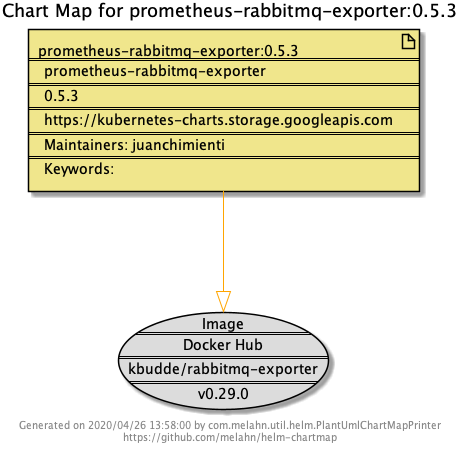 Chart Map for prometheus-rabbitmq-exporter:0.5.3
prometheus-rabbitmq-exporter:0.5.3
prometheus-rabbitmq-exporter
0.5.3
https://kubernetes-charts.storage.googleapis.com
Maintainers: juanchimienti
Keywords:
Image
Docker Hub
kbudde/rabbitmq-exporter
v0.29.0
Generated on 2020/04/26 13:58:00 by com.melahn.util.helm.PlantUmlChartMapPrinter
https://github.com/melahn/helm-chartmap